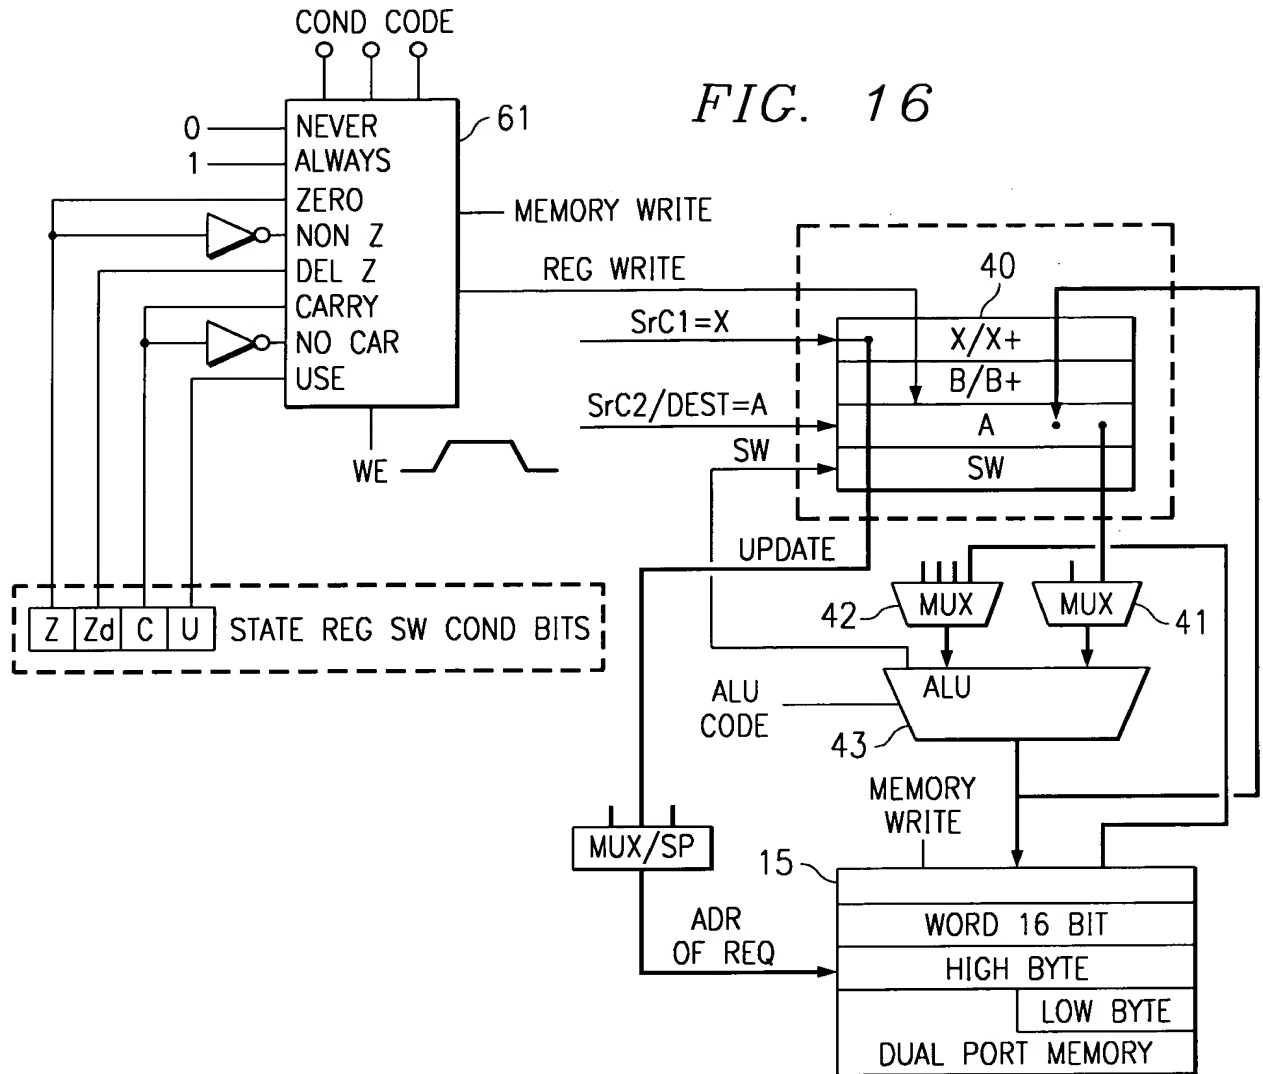 COND CODE
FIG. 16
0
NEVER
61
1
ALWAYS
ZERO
MEMORY WRITE
NON Z
DEL Z
REG WRITE
40
CARRY
SrC1=X
X/X+
NO CAR
USE
B/B+
SrC2/DEST=A
A
SW
SW
WE
UPDATE
42
MUX
MUX
41
Z
Zd
C
U
STATE REG SW COND BITS
ALU
ALU
CODE
43
MEMORY
WRITE
MUX/SP
15
ADR
OF REQ
WORD 16 BIT
HIGH BYTE
LOW BYTE
DUAL PORT MEMORY